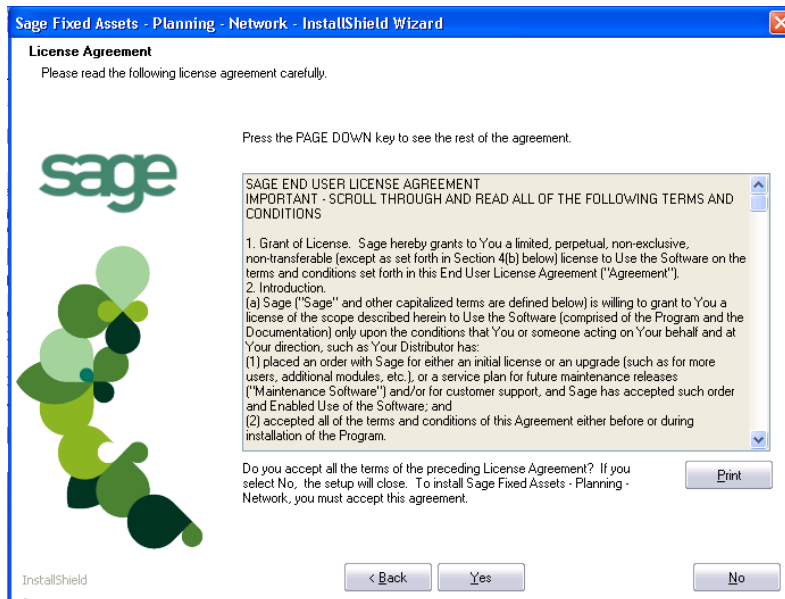 Sage Fixed Assets - Planning - Network - InstallShield Wizard
License Agreement
Please read the following license agreement carefully.
Press the PAGE DOWN key to see the rest of the agreement.
sage
SAGE END USER LICENSE AGREEMENT
IMPORTANT - SCROLL THROUGH AND READ ALL OF THE FOLLOWING TERMS AND
CONDITIONS
1. Grant of License. Sage hereby grants to You a limited, perpetual, non-exclusive,
non-transferable (except as set forth in Section 4(b) below) license to Use the Software on the
terms and conditions set forth in this End User License Agreement ("Agreement").
2. Introduction.
(a) Sage ("Sage" and other capitalized terms are defined below) is willing to grant to You a
license of the scope described herein to Use the Software (comprised of the Program and the
Documentation) only upon the conditions that You or someone acting on Your behalf and at
Your direction, such as Your Distributor has:
(1) placed an order with Sage for either an initial license or an upgrade (such as for more
users, additional modules, etc.), or a service plan for future maintenance releases
("Maintenance Software") and/or for customer support, and Sage has accepted such order
and Enabled Use of the Software; and
(2) accepted all of the terms and conditions of this Agreement either before or during
installation of the Program.
Do you accept all the terms of the preceding License Agreement? If you
select No, the setup will close. To install Sage Fixed Assets - Planning -
Network, you must accept this agreement.
Print
InstallShield
< Back
Yes
No